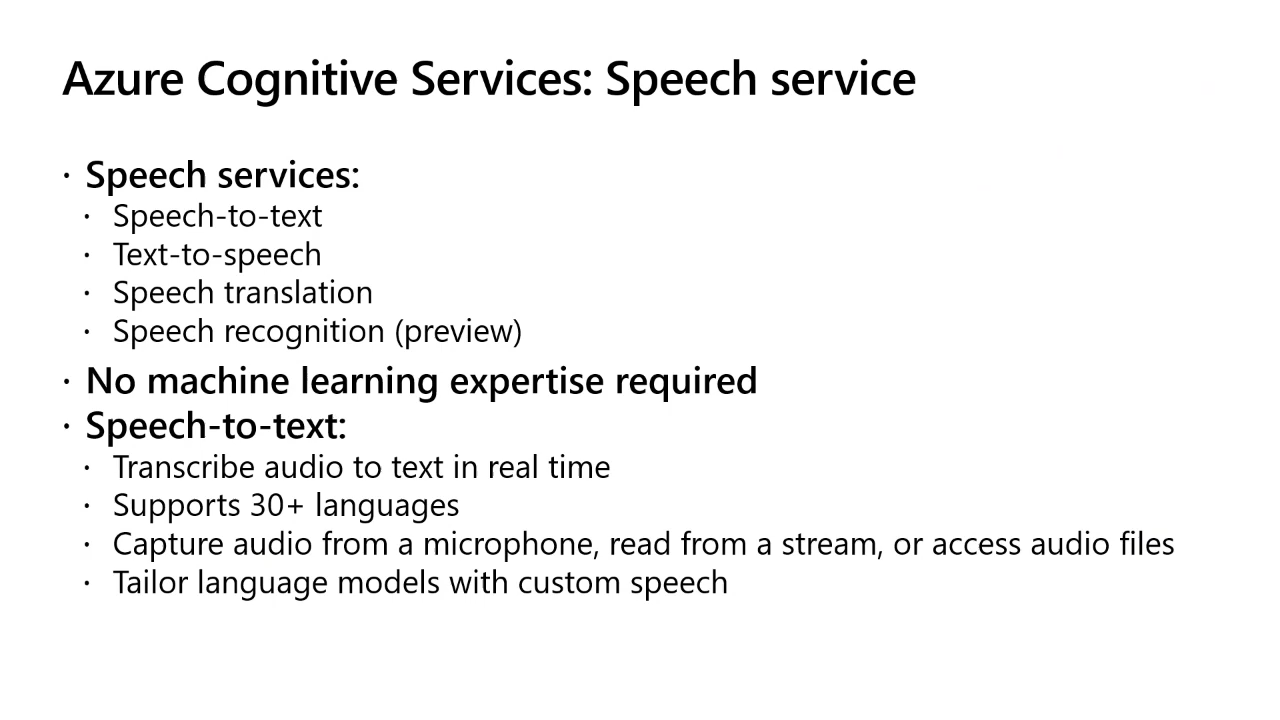 Azure Cognitive Services: Speech service
· Speech services:
· Speech-to-text
· Text-to-speech
· Speech translation
· Speech recognition (preview)
· No machine learning expertise required
· Speech-to-text:
· Transcribe audio to text in real time
· Supports 30+ languages
· Capture audio from a microphone, read from a stream, or access audio files
· Tailor language models with custom speech